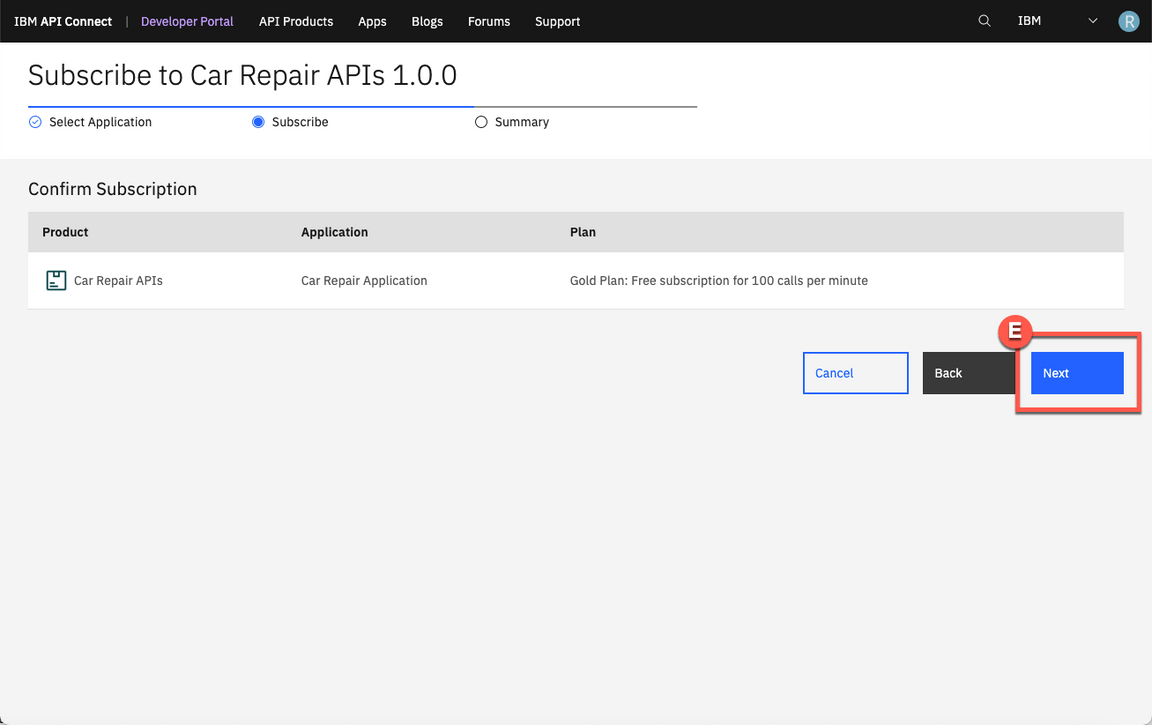 IBM API Connect | Developer Portal API Products Apps Blogs Forums Support IBM R
Subscribe to Car Repair APIs 1.0.0
Select Application Subscribe Summary
Confirm Subscription
Product Application Plan
Car Repair APIs Car Repair Application Gold Plan: Free subscription for 100 calls per minute
E
Cancel Back Next